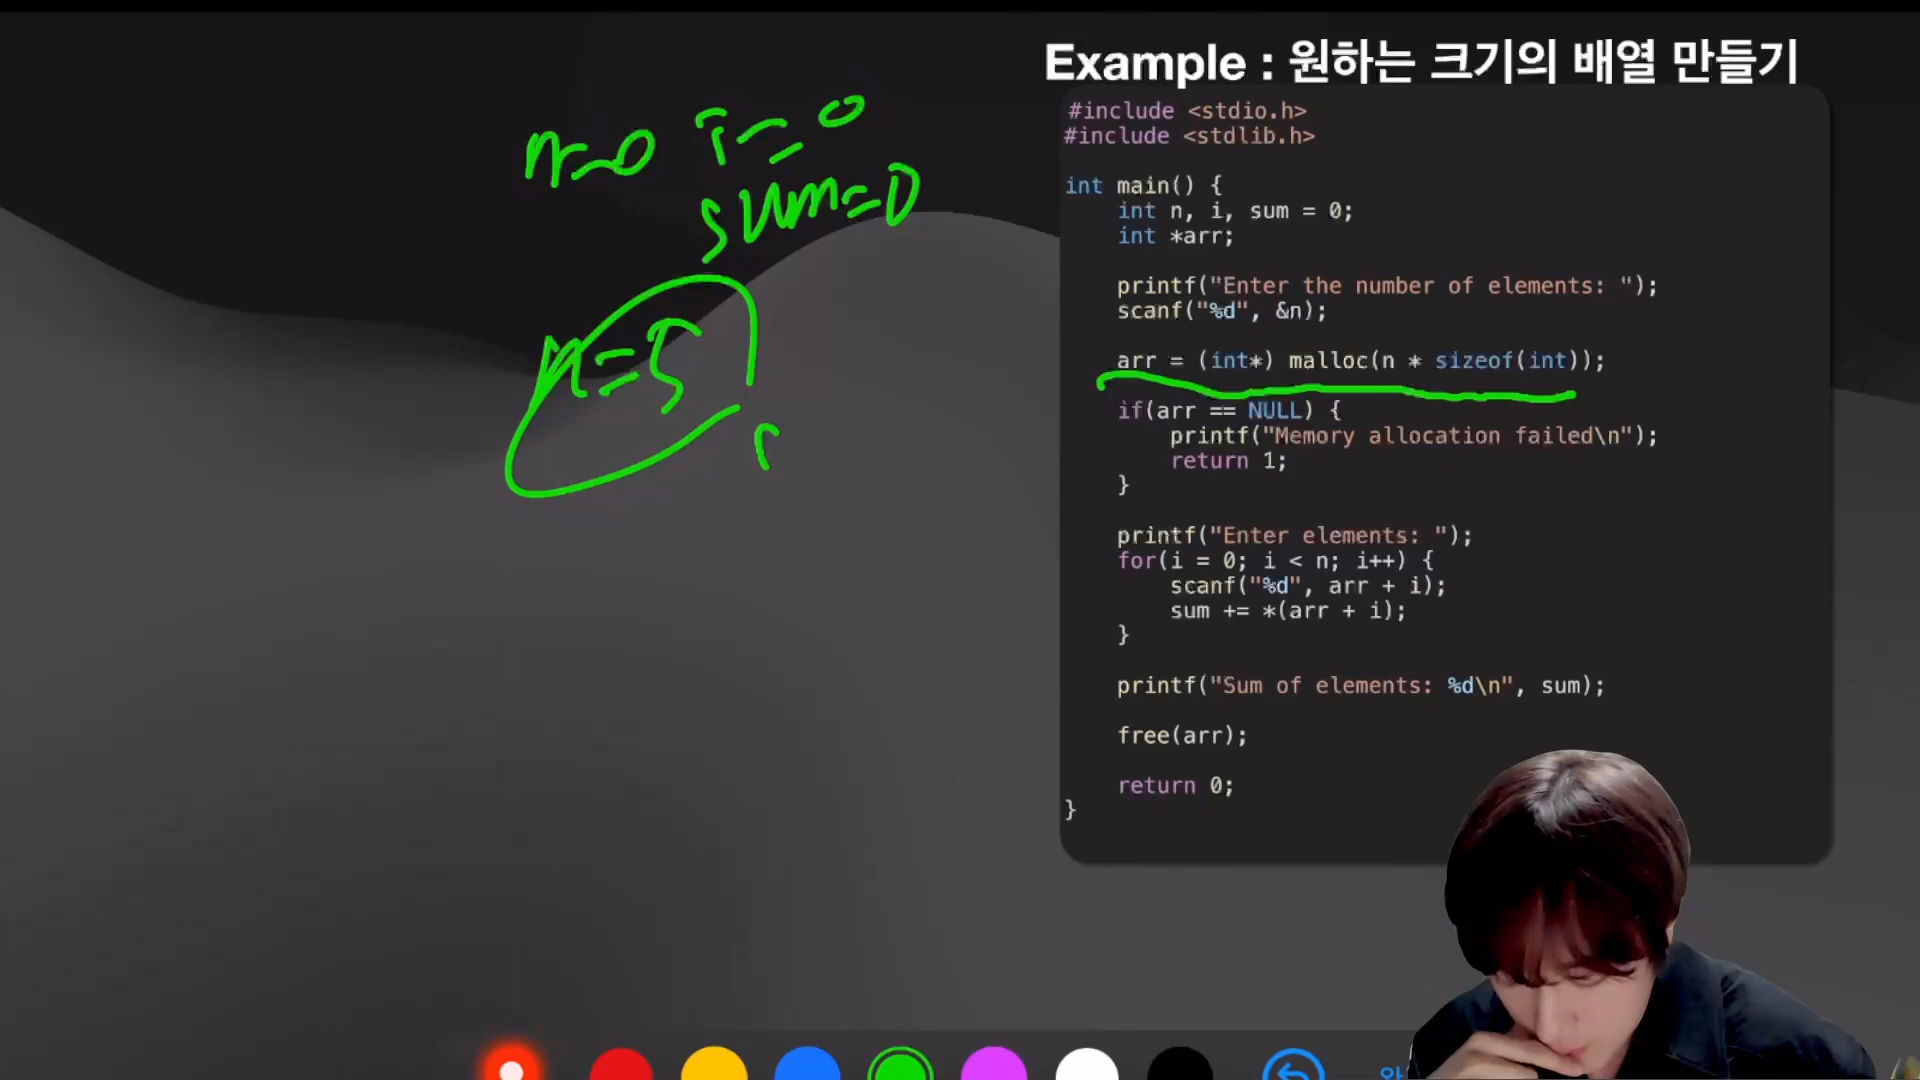 Example : 원하는 크기의 배열 만들기
n=0 i=0
sum=0
n=5
#include <stdio.h>
#include <stdlib.h>
int main() {
    int n, i, sum = 0;
    int *arr;
    printf("Enter the number of elements: ");
    scanf("%d", &n);
    arr = (int*) malloc(n * sizeof(int));
    if(arr == NULL) {
        printf("Memory allocation failed\n");
        return 1;
    }
    printf("Enter elements: ");
    for(i = 0; i < n; i++) {
        scanf("%d", arr + i);
        sum += *(arr + i);
    }
    printf("Sum of elements: %d\n", sum);
    free(arr);
    return 0;
}